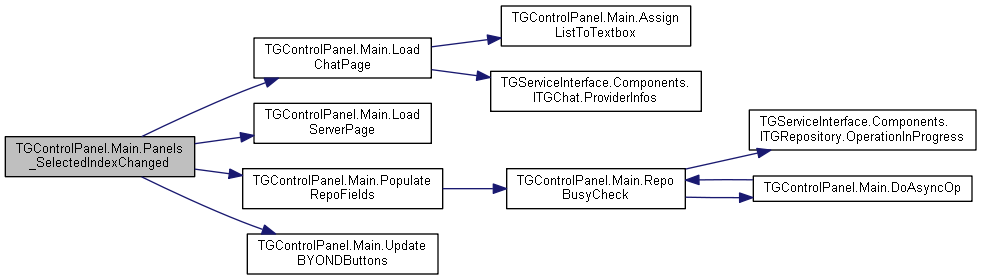 TGControlPanel.Main.Panels
_SelectedIndexChanged
TGControlPanel.Main.Load
ChatPage
TGControlPanel.Main.Load
ServerPage
TGControlPanel.Main.Populate
RepoFields
TGControlPanel.Main.Update
BYONDButtons
TGControlPanel.Main.Assign
ListToTextbox
TGServiceInterface.Components.
ITGChat.ProviderInfos
TGControlPanel.Main.Repo
BusyCheck
TGServiceInterface.Components.
ITGRepository.OperationInProgress
TGControlPanel.Main.DoAsyncOp